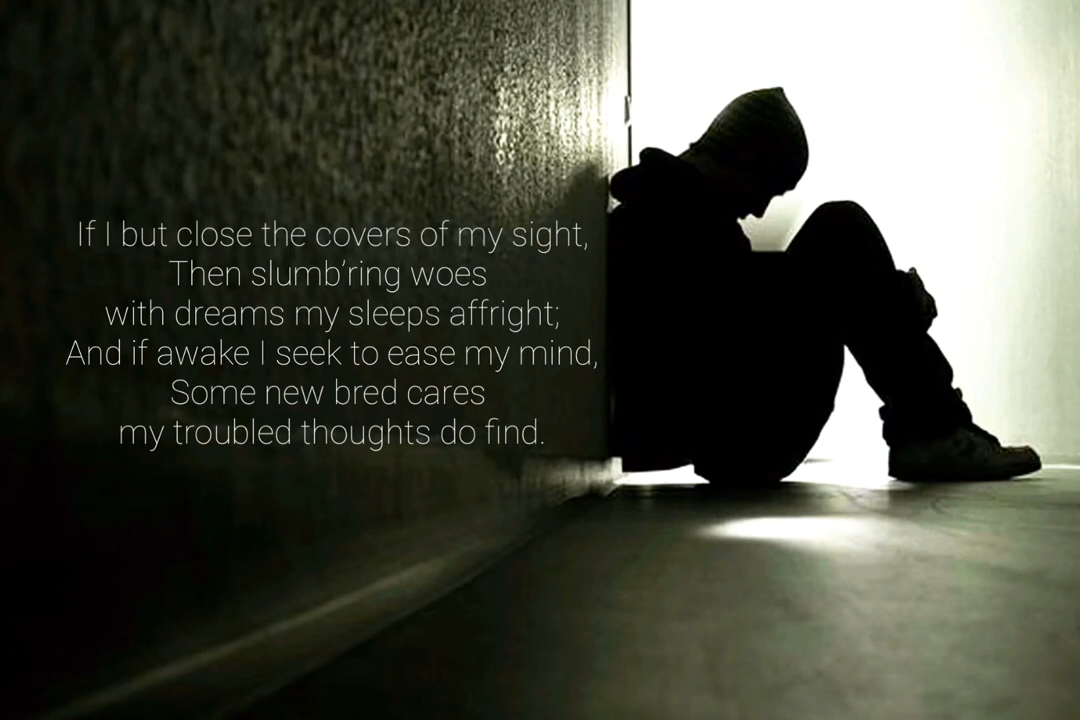 If I but close the covers of my sight,
Then slumb’ring woes
with dreams my sleeps affright;
And if awake I seek to ease my mind,
Some new bred cares
my troubled thoughts do find.